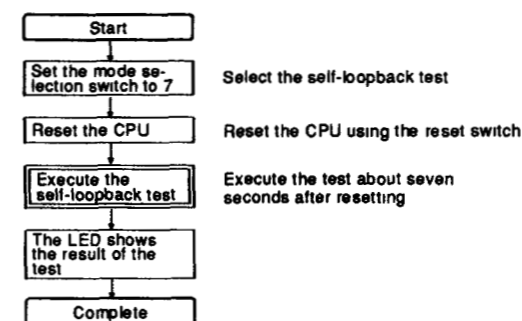 Start
Set the mode se-
lection switch to 7
Select the self-loopback test
Reset the CPU
Reset the CPU using the reset switch
Execute the
self-loopback test
Execute the test about seven
seconds after resetting
The LED shows
the result of the
test
Complete